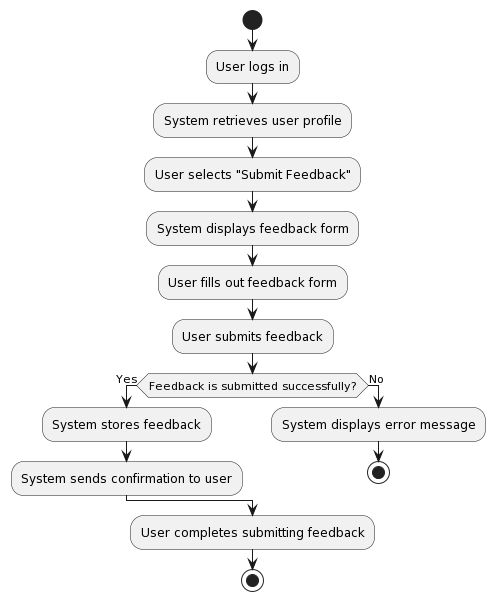 User logs in
System retrieves user profile
User selects "Submit Feedback"
System displays feedback form
User fills out feedback form
User submits feedback
Yes
Feedback is submitted successfully?
No
System stores feedback
System displays error message
System sends confirmation to user
User completes submitting feedback